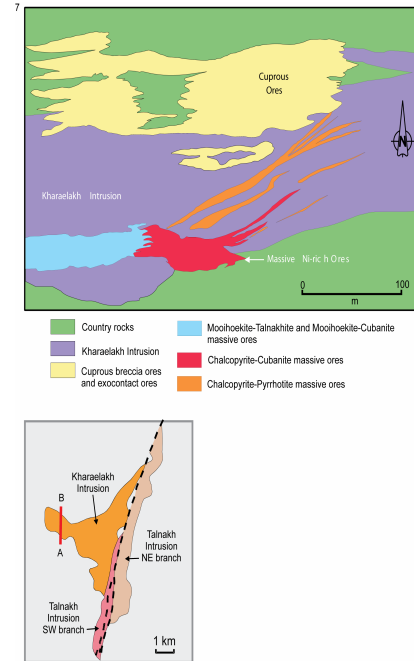 7
Cuprous
Ores
N
Kharaelakh Intrusion
Massive Ni-rich Ores
0 100
m
Country rocks
Kharaelakh Intrusion
Cuprous breccia ores
and exocontact ores
Mooihoekite-Talnakhite and Mooihoekite-Cubanite
massive ores
Chalcopyrite-Cubanite massive ores
Chalcopyrite-Pyrrhotite massive ores
Kharaelakh
Intrusion
B
A
Talnakh
Intrusion
NE branch
Talnakh
Intrusion
SW branch
1 km